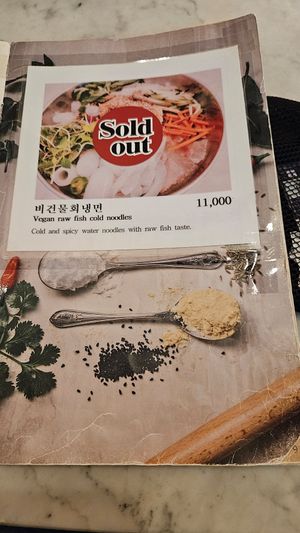 Sold
out
비건물회냉면 11,000
Vegan raw fish cold noodles
Cold and spicy water noodles with raw fish taste.